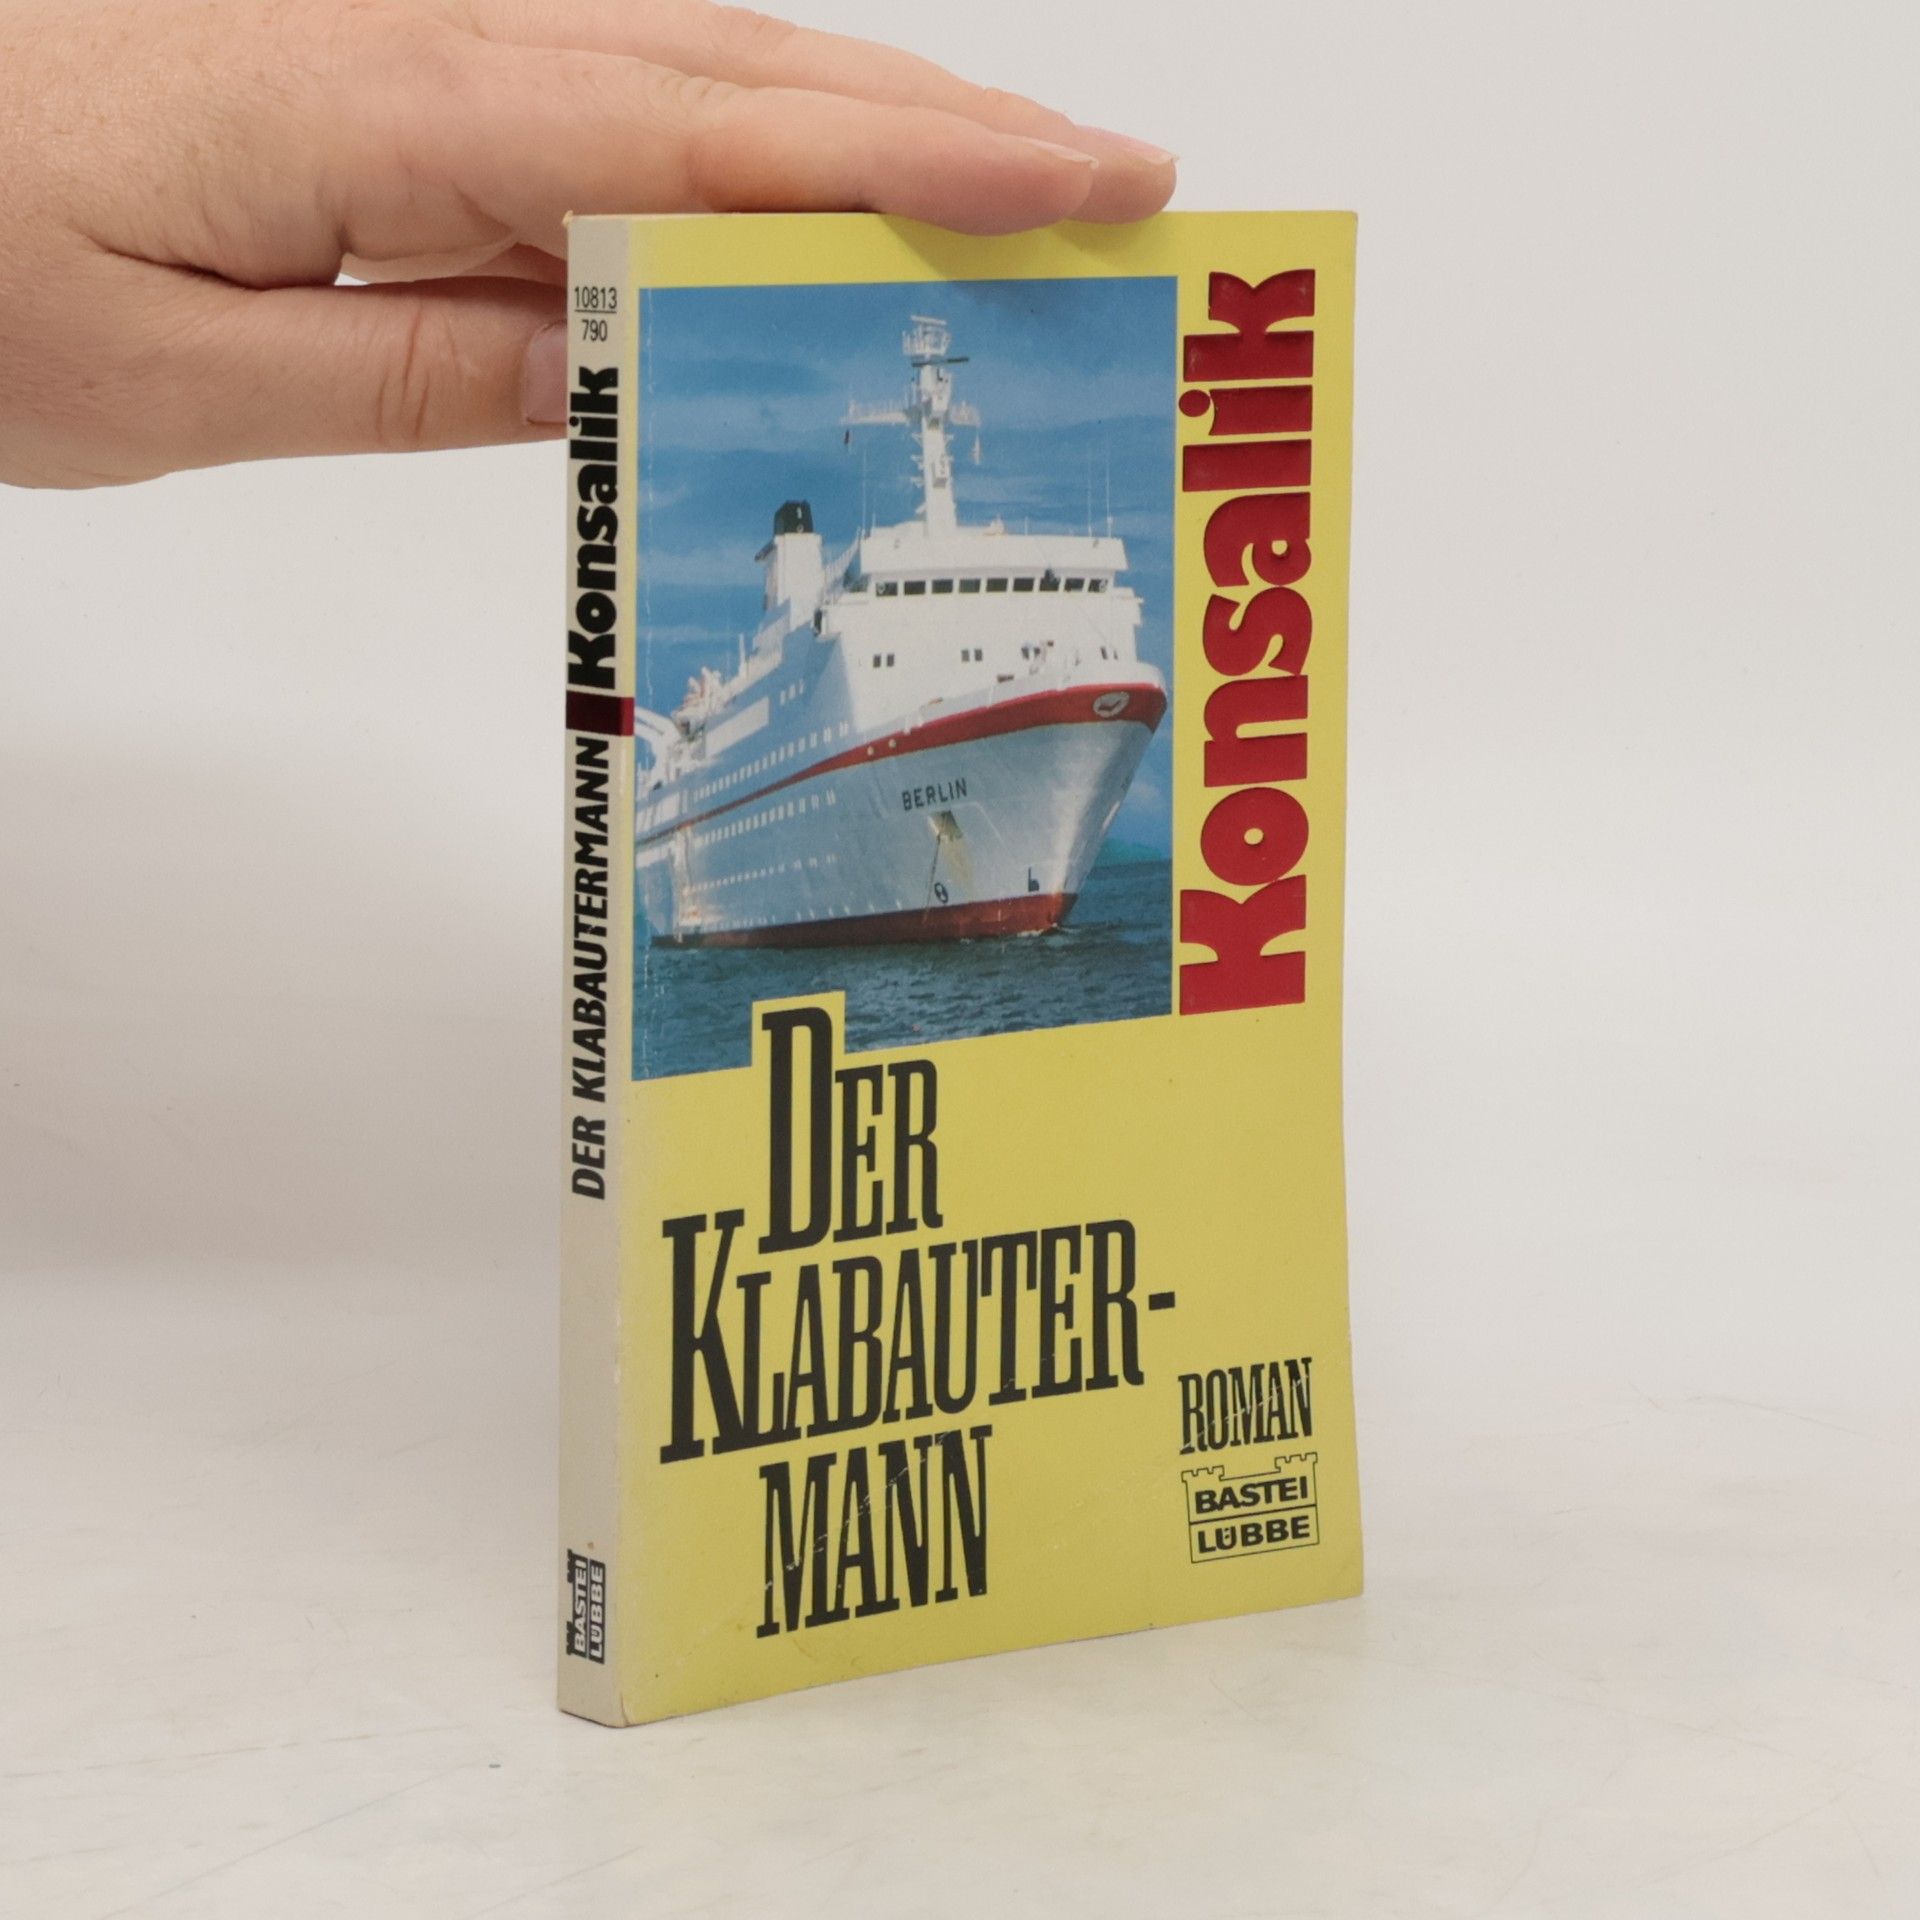 10813
790
Konsalik
DER KLABAUTERMANN
BASTEI
LÜBBE
BERLIN
Konsalik
DER
KLABAUTER-
MANN
ROMAN
BASTEI
LÜBBE